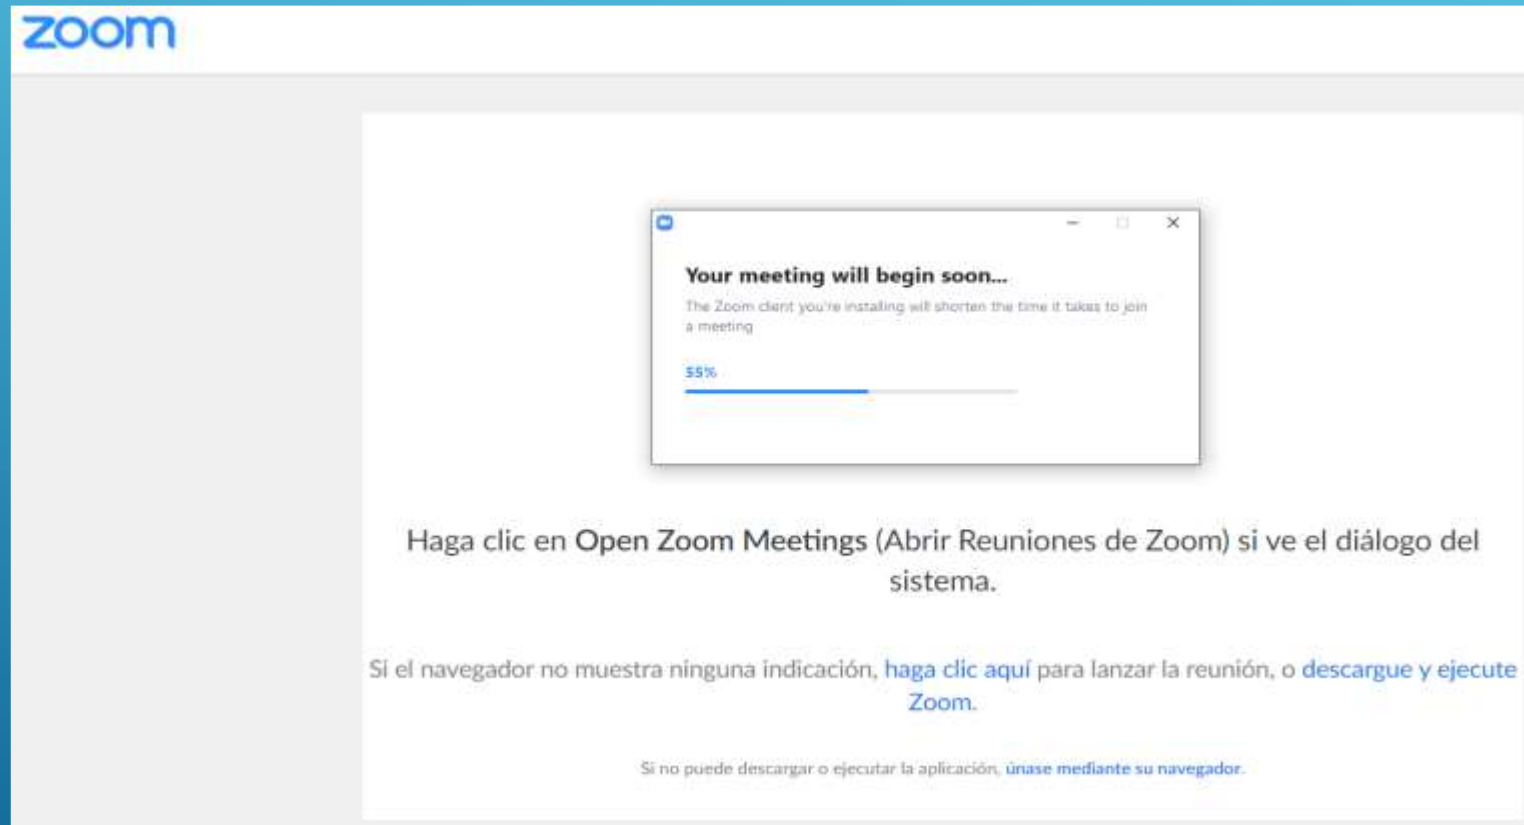 zoom
Your meeting will begin soon...
The Zoom client you're installing will shorten the time it takes to join
a meeting
55%
Haga clic en Open Zoom Meetings (Abrir Reuniones de Zoom) si ve el diálogo del
sistema.
Si el navegador no muestra ninguna indicación, haga clic aquí para lanzar la reunión, o descargue y ejecute
Zoom.
Si no puede descargar o ejecutar la aplicación, únase mediante su navegador.